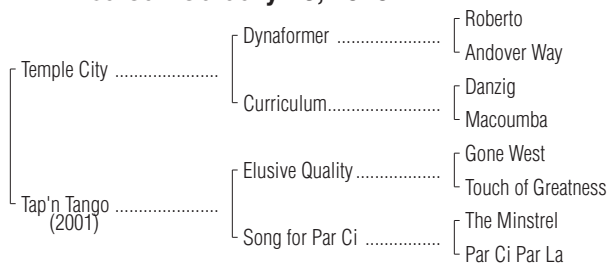 Roberto
Dynaformer ....................
Andover Way
Temple City ....................
Danzig
Curriculum......................
Macoumba
Gone West
Elusive Quality .................
Touch of Greatness
Tap'n Tango ....................
(2001)
The Minstrel
Song for Par Ci ...............
Par Ci Par La